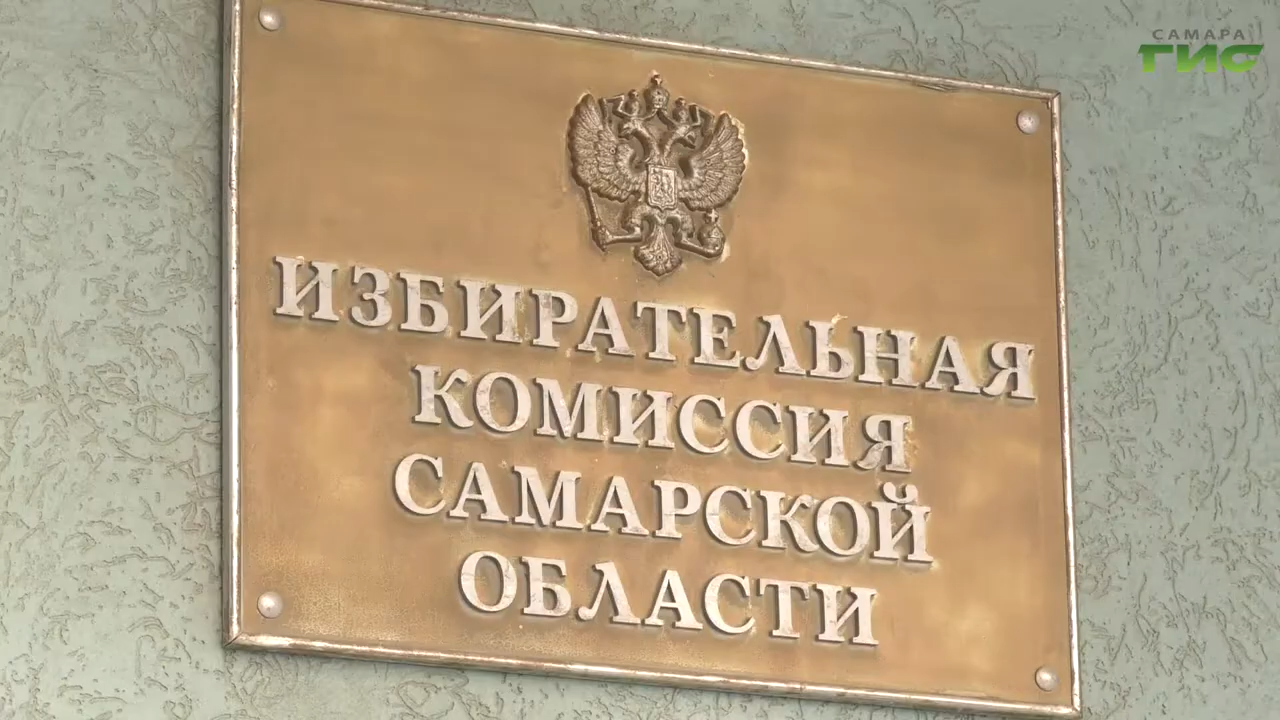 САМАРА
ГИС
ИЗБИРАТЕЛЬНАЯ
КОМИССИЯ
САМАРСКОЙ
ОБЛАСТИ